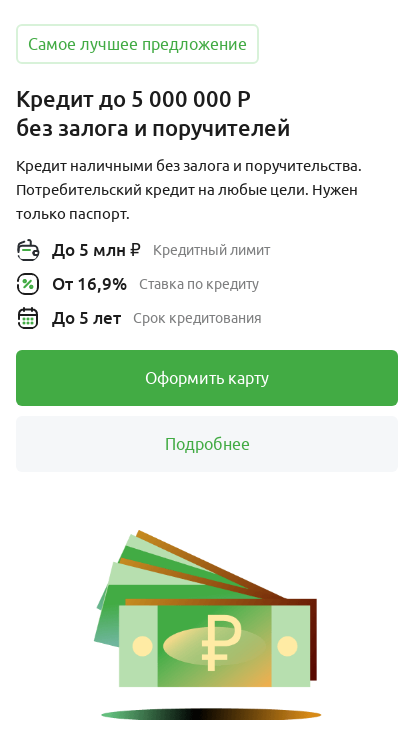 Самое лучшее предложение
Кредит до 5 000 000 Р
без залога и поручителей
Кредит наличными без залога и поручительства.
Потребительский кредит на любые цели. Нужен
только паспорт.
До 5 млн ₽ Кредитный лимит
От 16,9% Ставка по кредиту
До 5 лет Срок кредитования
Оформить карту
Подробнее
₽